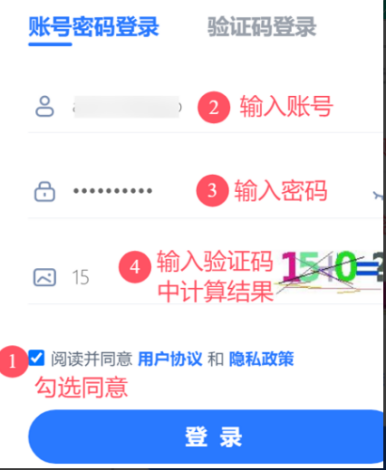 账号密码登录 验证码登录
2 输入账号
•••••••••• 3 输入密码
15 4 输入验证码
中计算结果
1 阅读并同意 用户协议 和 隐私政策
勾选同意
登 录